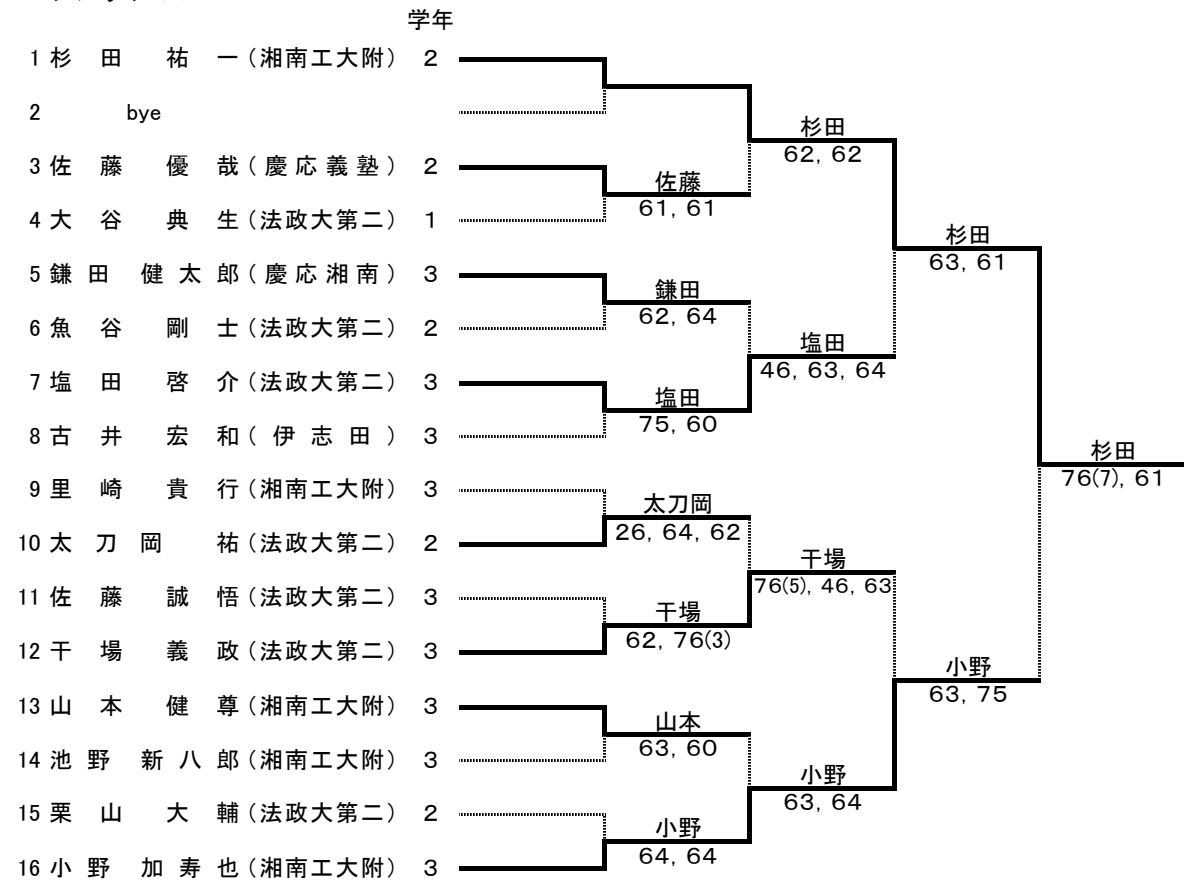 学年
1 杉田 祐一(湘南工大附) 2
2 bye
杉田
62, 62
3 佐藤 優哉(慶応義塾) 2
佐藤
61, 61
4 大谷 典生(法政大第二) 1
杉田
63, 61
5 鎌田 健太郎(慶応湘南) 3
鎌田
62, 64
6 魚谷 剛士(法政大第二) 2
塩田
46, 63, 64
7 塩田 啓介(法政大第二) 3
塩田
75, 60
8 古井 宏和(伊志田) 3
杉田
76(7), 61
9 里崎 貴行(湘南工大附) 3
太刀岡
26, 64, 62
10 太刀岡 祐(法政大第二) 2
干場
76(5), 46, 63
11 佐藤 誠悟(法政大第二) 3
干場
62, 76(3)
12 干場 義政(法政大第二) 3
小野
63, 75
13 山本 健尊(湘南工大附) 3
山本
63, 60
14 池野 新八郎(湘南工大附) 3
小野
63, 64
15 栗山 大輔(法政大第二) 2
小野
64, 64
16 小野 加寿也(湘南工大附) 3